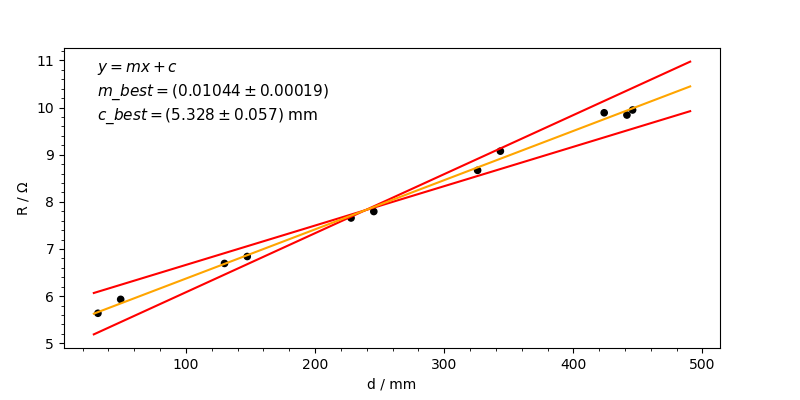 y = mx + c
m_best = (0.01044 ± 0.00019)
c_best = (5.328 ± 0.057) mm
11
10
9
8
7
6
5
R / Ω
100 200 300 400 500
d / mm